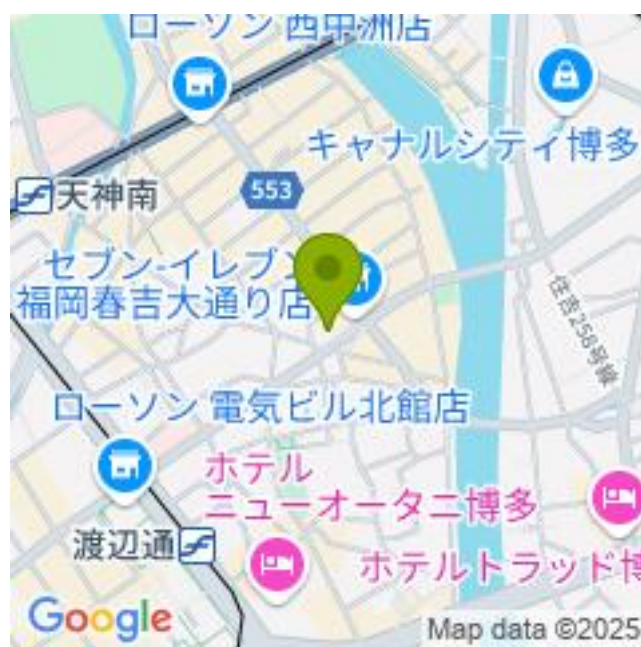 ローソン 西中洲店
キャナルシティ博多
天神南
553
セブン-イレブン
福岡春吉大通り店
住吉258号線
ローソン 電気ビル北館店
ホテル
ニューオータニ博多
渡辺通
ホテルトラッド博
Google
Map data ©2025